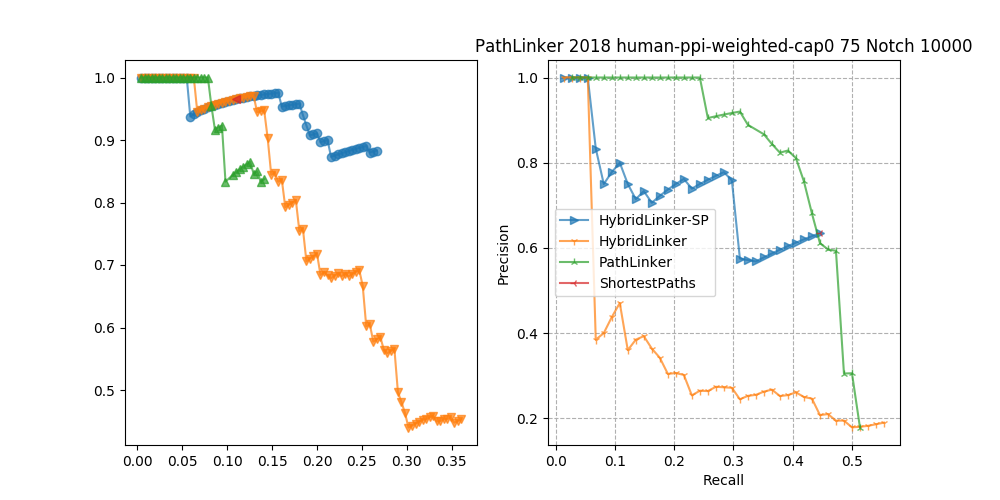 PathLinker 2018 human-ppi-weighted-cap0 75 Notch 10000
1.0
0.9
0.8
0.7
0.6
0.5
0.00 0.05 0.10 0.15 0.20 0.25 0.30 0.35
Precision
1.0
0.8
0.6
0.4
0.2
HybridLinker-SP
HybridLinker
PathLinker
ShortestPaths
0.0 0.1 0.2 0.3 0.4 0.5
Recall